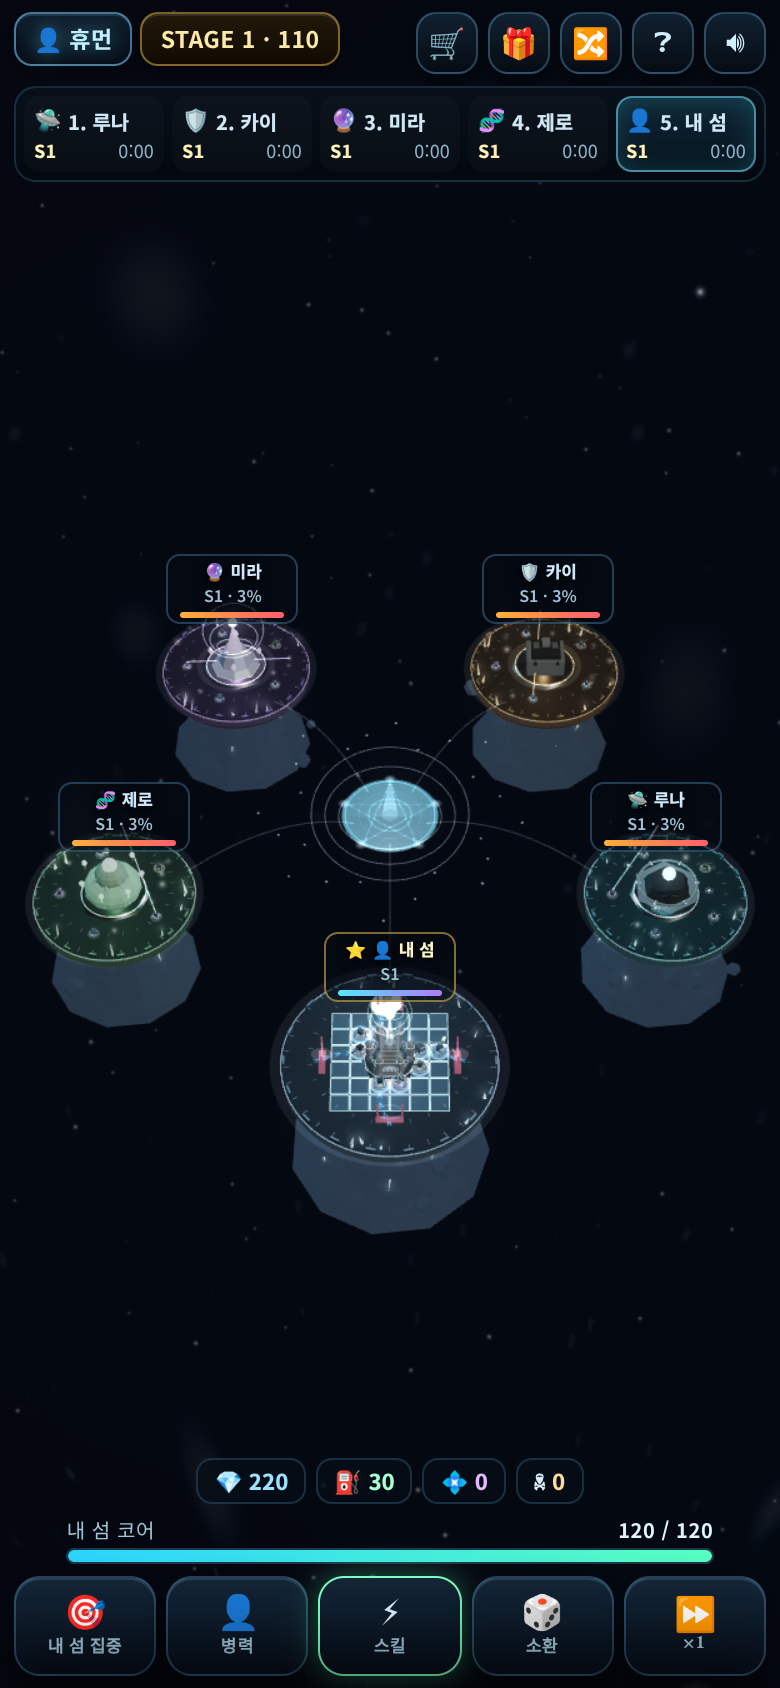 휴먼
STAGE 1 · 110
?
1. 루나
S1 0:00
2. 카이
S1 0:00
3. 미라
S1 0:00
4. 제로
S1 0:00
5. 내 섬
S1 0:00
미라
S1 · 3%
카이
S1 · 3%
제로
S1 · 3%
루나
S1 · 3%
내 섬
S1
220
30
0
0
내 섬 코어
120 / 120
내 섬 집중
병력
스킬
소환
×1